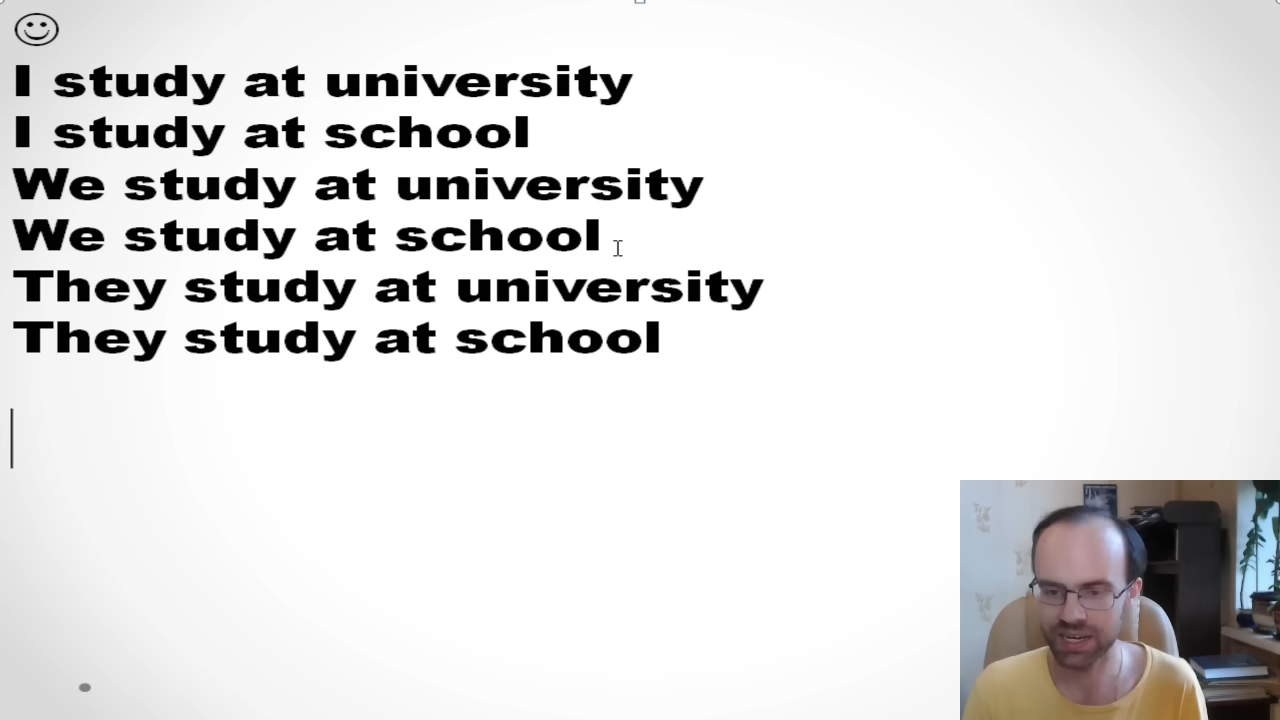 I study at university
I study at school
We study at university
We study at school
They study at university
They study at school